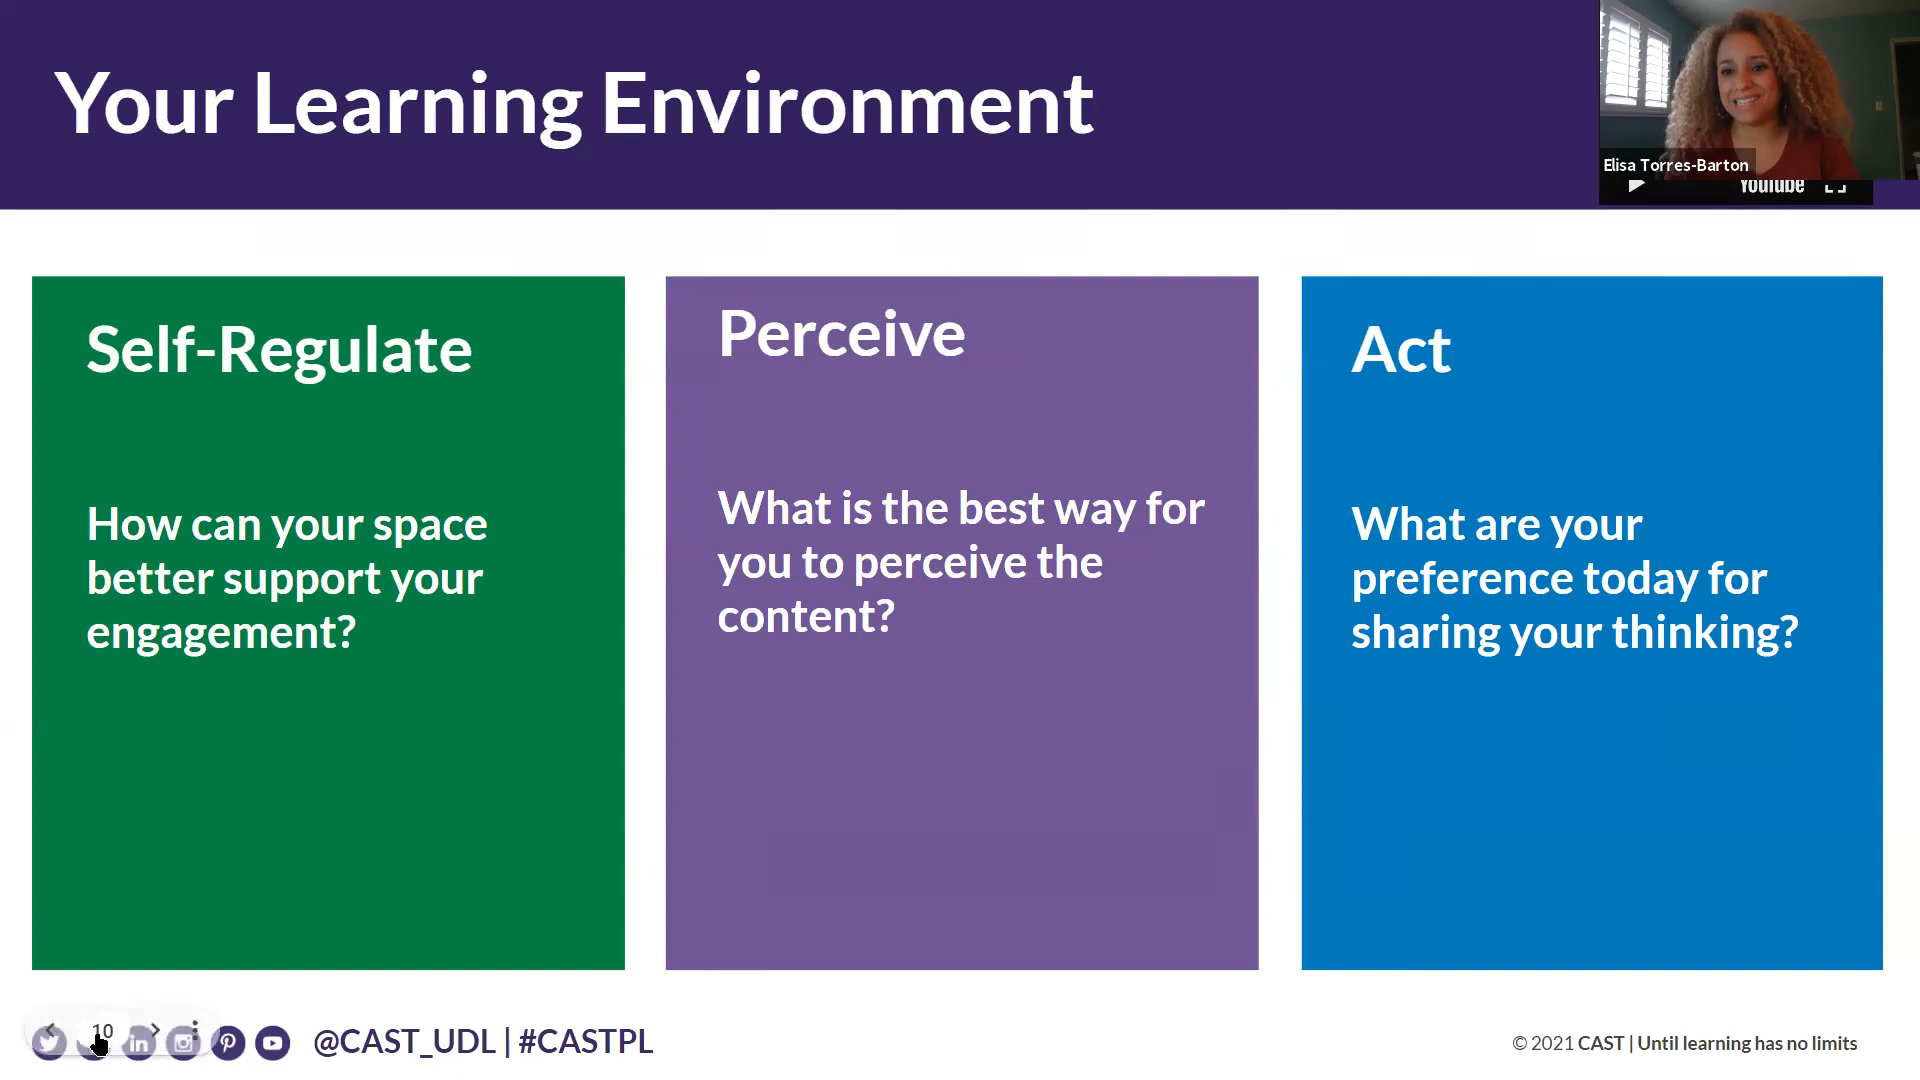 Your Learning Environment
Elisa Torres-Barton
YouTube
Self-Regulate
How can your space
better support your
engagement?
Perceive
What is the best way for
you to perceive the
content?
Act
What are your
preference today for
sharing your thinking?
10
@CAST_UDL | #CASTPL
© 2021 CAST | Until learning has no limits